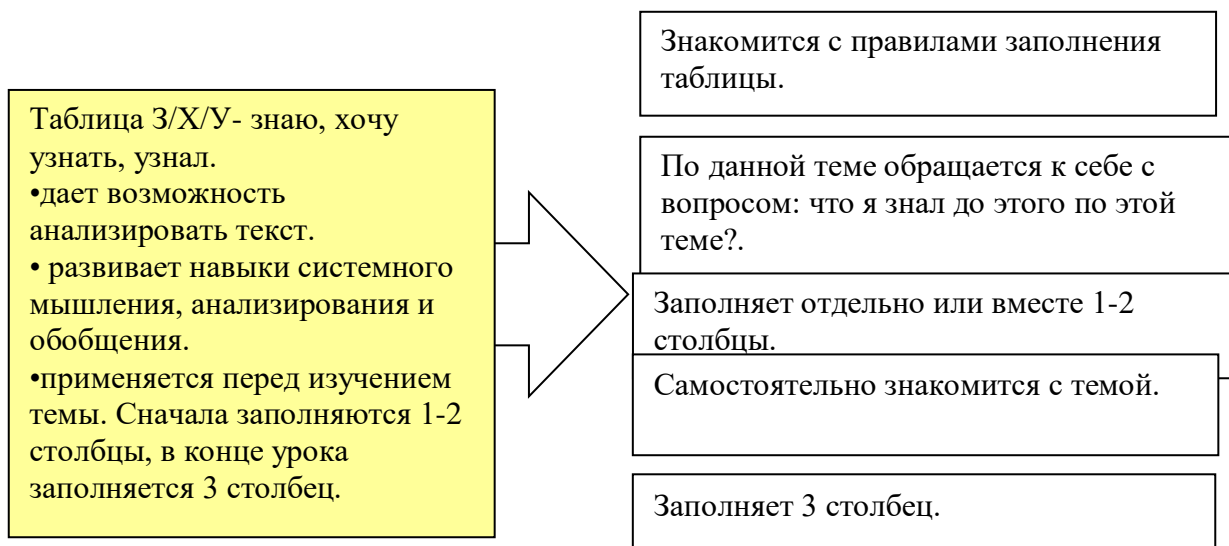 Таблица З/Х/У- знаю, хочу
узнать, узнал.
•дает возможность
анализировать текст.
• развивает навыки системного
мышления, анализирования и
обобщения.
•применяется перед изучением
темы. Сначала заполняются 1-2
столбцы, в конце урока
заполняется 3 столбец.
Знакомится с правилами заполнения
таблицы.
По данной теме обращается к себе с
вопросом: что я знал до этого по этой
теме?.
Заполняет отдельно или вместе 1-2
столбцы.
Самостоятельно знакомится с темой.
Заполняет 3 столбец.